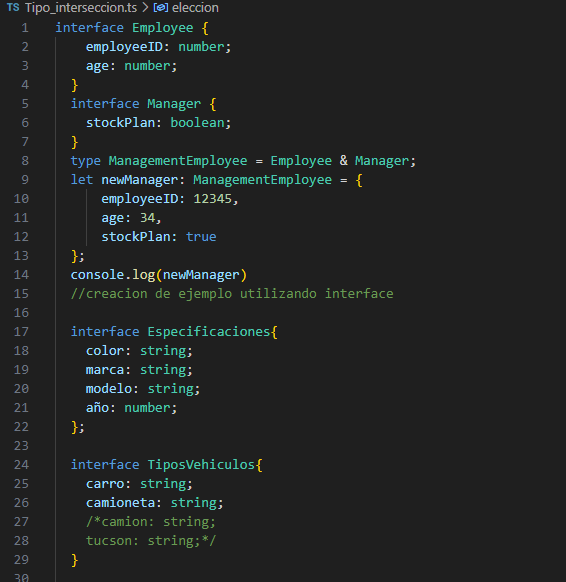 TS Tipo_interseccion.ts > eleccion
1 interface Employee {
2 employeeID: number;
3 age: number;
4 }
5 interface Manager {
6 stockPlan: boolean;
7 }
8 type ManagementEmployee = Employee & Manager;
9 let newManager: ManagementEmployee = {
10 employeeID: 12345,
11 age: 34,
12 stockPlan: true
13 };
14 console.log(newManager)
15 //creacion de ejemplo utilizando interface
16
17 interface Especificaciones{
18 color: string;
19 marca: string;
20 modelo: string;
21 año: number;
22 };
23
24 interface TiposVehiculos{
25 carro: string;
26 camioneta: string;
27 /*camion: string;
28 tucson: string;*/
29 }
30